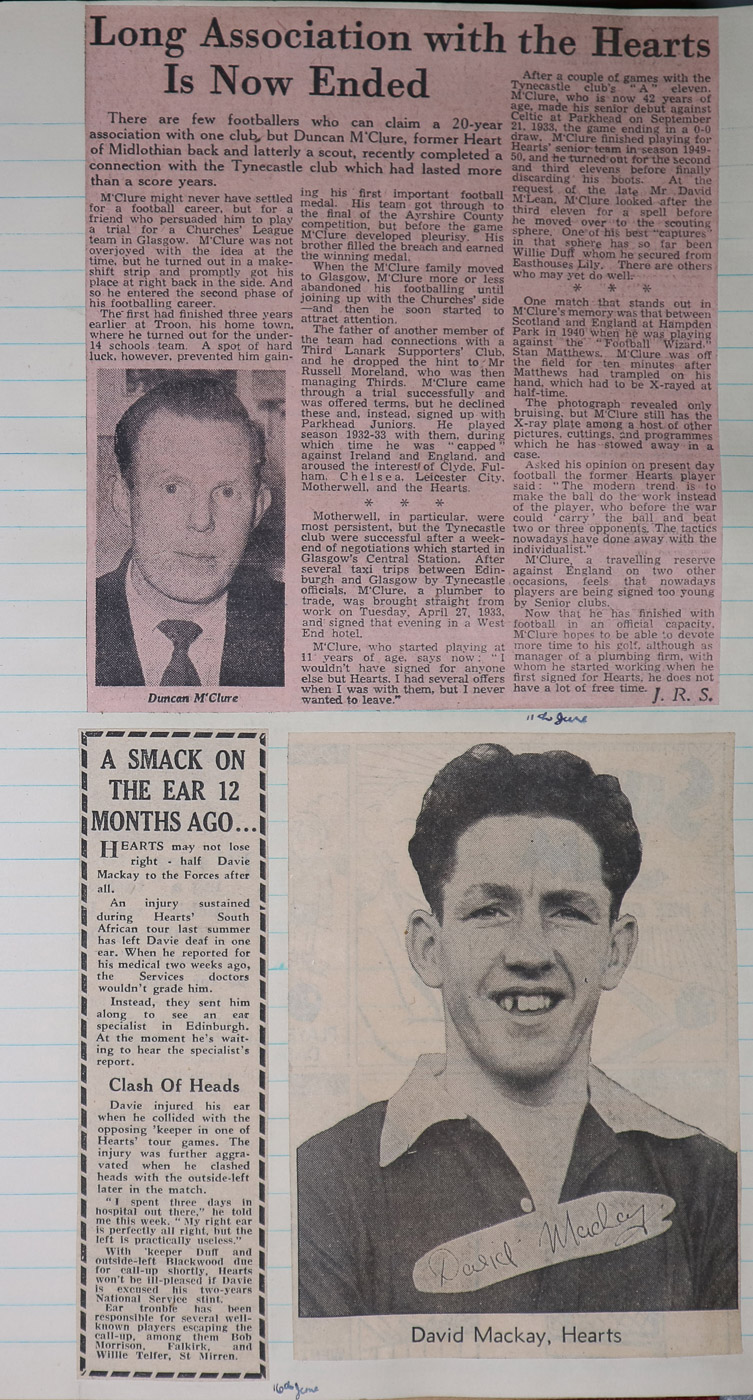 Long Association with the Hearts
Is Now Ended
There are few footballers who can claim a 20-year
association with one club, but Duncan M'Clure, former Heart
of Midlothian back and latterly a scout, recently completed a
connection with the Tynecastle club which had lasted more
than a score years.
M'Clure might never have settled
for a football career, but for a
friend who persuaded him to play
a trial for a Churches' League
team in Glasgow. M'Clure was not
overjoyed with the idea at the
time, but he turned out in a make-
shift strip and promptly got his
place at right back in the side. And
so he entered the second phase of
his footballing career.
The first had finished three years
earlier at Troon, his home town,
where he turned out for the under-
14 schools team. A spot of hard
luck, however, prevented him gain-
Duncan M'Clure
ing his first important football
medal. His team got through to
the final of the Ayrshire County
competition, but before the game
M'Clure developed pleurisy. His
brother filled the breach and earned
the winning medal.
When the M'Clure family moved
to Glasgow, M'Clure more or less
abandoned his footballing until
joining up with the Churches' side
—and then he soon started to
attract attention.
The father of another member of
the team had connections with a
Third Lanark Supporters' Club,
and he dropped the hint to Mr
Russell Moreland, who was then
managing Thirds. M'Clure came
through a trial successfully and
was offered terms, but he declined
these and, instead, signed up with
Parkhead Juniors. He played
season 1932-33 with them, during
which time he was "capped"
against Ireland and England, and
aroused the interest of Clyde, Ful-
ham, Chelsea, Leicester City,
Motherwell, and the Hearts.
* * *
Motherwell, in particular, were
most persistent, but the Tynecastle
club were successful after a week-
end of negotiations which started in
Glasgow's Central Station. After
several taxi trips between Edin-
burgh and Glasgow by Tynecastle
officials, M'Clure, a plumber to
trade, was brought straight from
work on Tuesday, April 27, 1933,
and signed that evening in a West
End hotel.
M'Clure, who started playing at
11 years of age, says now: "I
wouldn't have signed for anyone
else but Hearts. I had several offers
when I was with them, but I never
wanted to leave."
After a couple of games with the
Tynecastle club's "A" eleven,
M'Clure, who is now 42 years of
age, made his senior debut against
Celtic at Parkhead on September
21, 1933, the game ending in a 0-0
draw. M'Clure finished playing for
Hearts' senior team in season 1949-
50, and he turned out for the second
and third elevens before finally
discarding his boots. At the
request of the late Mr David
M'Lean, M'Clure looked after the
third eleven for a spell before
he moved over to the scouting
sphere. One of his best "captures"
in that sphere has so far been
Willie Duff whom he secured from
Easthouses Lily. There are others
who may yet do well.
* * *
One match that stands out in
M'Clure's memory was that between
Scotland and England at Hampden
Park in 1940 when he was playing
against the "Football Wizard,"
Stan Matthews. M'Clure was off
the field for ten minutes after
Matthews had trampled on his
hand, which had to be X-rayed at
half-time.
The photograph revealed only
bruising, but M'Clure still has the
X-ray plate among a host of other
pictures, cuttings, and programmes
which he has stowed away in a
case.
Asked his opinion on present day
football the former Hearts player
said: "The modern trend is to
make the ball do the work instead
of the player, who before the war
could 'carry' the ball and beat
two or three opponents. The tactics
nowadays have done away with the
individualist."
M'Clure, a travelling reserve
against England on two other
occasions, feels that nowadays
players are being signed too young
by Senior clubs.
Now that he has finished with
football in an official capacity,
M'Clure hopes to be able to devote
more time to his golf, although as
manager of a plumbing firm, with
whom he started working when he
first signed for Hearts, he does not
have a lot of free time. J. R. S.
11th June
A SMACK ON
THE EAR 12
MONTHS AGO...
HEARTS may not lose
right-half Davie
Mackay to the Forces after
all.
An injury sustained
during Hearts' South
African tour last summer
has left Davie deaf in one
ear. When he reported for
his medical two weeks ago,
the Services doctors
wouldn't grade him.
Instead, they sent him
along to see an ear
specialist in Edinburgh.
At the moment he's wait-
ing to hear the specialist's
report.
Clash Of Heads
Davie injured his ear
when he collided with the
opposing 'keeper in one of
Hearts' tour games. The
injury was further aggra-
vated when he clashed
heads with the outside-left
later in the match.
"I spent three days in
hospital out there," he told
me this week. "My right ear
is perfectly all right, but the
left is practically useless."
With 'keeper Duff and
outside-left Blackwood due
for call-up shortly, Hearts
won't be ill-pleased if Davie
is excused his two-years
National Service stint.
Ear trouble has been
responsible for several well-
known players escaping the
call-up, among them Bob
Morrison, Falkirk, and
Willie Telfer, St Mirren.
16th June
David Mackay
David Mackay, Hearts